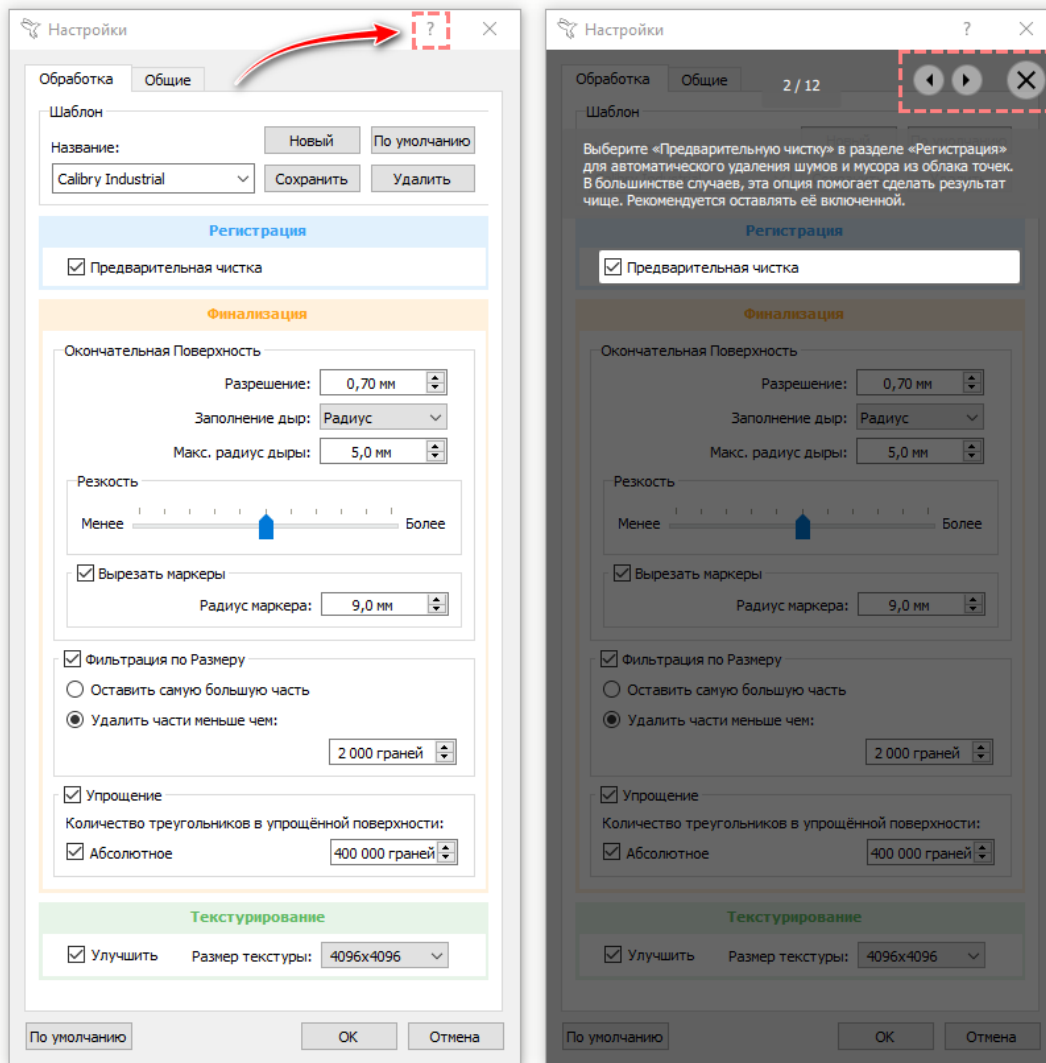 Настройки
?
Обработка
Общие
Шаблон
Название:
Новый
По умолчанию
Calibry Industrial
Сохранить
Удалить
Регистрация
Предварительная чистка
Финализация
Окончательная Поверхность
Разрешение:
0,70 мм
Заполнение дыр:
Радиус
Макс. радиус дыры:
5,0 мм
Резкость
Менее
Более
Вырезать маркеры
Радиус маркера:
9,0 мм
Фильтрация по Размеру
Оставить самую большую часть
Удалить части меньше чем:
2 000 граней
Упрощение
Количество треугольников в упрощённой поверхности:
Абсолютное
400 000 граней
Текстурирование
Улучшить
Размер текстуры:
4096x4096
По умолчанию
OK
Отмена
Настройки
?
Обработка
Общие
2 / 12
Шаблон
Выберите «Предварительную чистку» в разделе «Регистрация»
для автоматического удаления шумов и мусора из облака точек.
В большинстве случаев, эта опция помогает сделать результат
чище. Рекомендуется оставлять её включенной.
Регистрация
Предварительная чистка
Финализация
Окончательная Поверхность
Разрешение:
0,70 мм
Заполнение дыр:
Радиус
Макс. радиус дыры:
5,0 мм
Резкость
Менее
Более
Вырезать маркеры
Радиус маркера:
9,0 мм
Фильтрация по Размеру
Оставить самую большую часть
Удалить части меньше чем:
2 000 граней
Упрощение
Количество треугольников в упрощённой поверхности:
Абсолютное
400 000 граней
Текстурирование
Улучшить
Размер текстуры:
4096x4096
По умолчанию
OK
Отмена